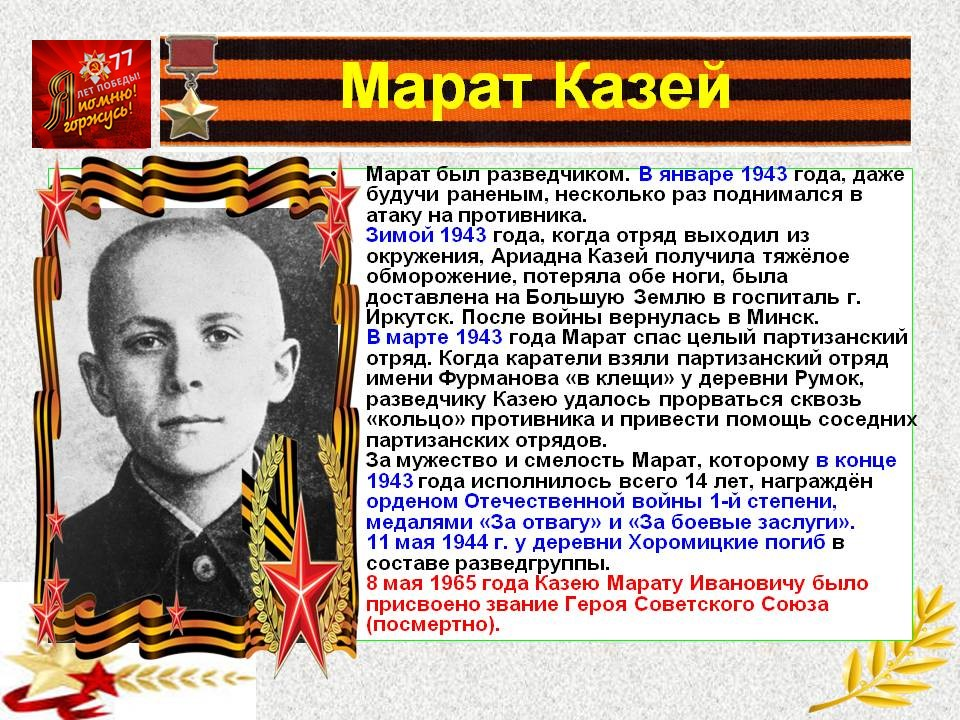 77
ЛЕТ ПОБЕДЫ!
Я
помню!
горжусь!
Марат Казей
• Марат был разведчиком. В январе 1943 года, даже
будучи раненым, несколько раз поднимался в
атаку на противника.
Зимой 1943 года, когда отряд выходил из
окружения, Ариадна Казей получила тяжёлое
обморожение, потеряла обе ноги, была
доставлена на Большую Землю в госпиталь г.
Иркутск. После войны вернулась в Минск.
В марте 1943 года Марат спас целый партизанский
отряд. Когда каратели взяли партизанский отряд
имени Фурманова «в клещи» у деревни Румок,
разведчику Казею удалось прорваться сквозь
«кольцо» противника и привести помощь соседних
партизанских отрядов.
За мужество и смелость Марат, которому в конце
1943 года исполнилось всего 14 лет, награждён
орденом Отечественной войны 1-й степени,
медалями «За отвагу» и «За боевые заслуги».
11 мая 1944 г. у деревни Хоромицкие погиб в
составе разведгруппы.
8 мая 1965 года Казею Марату Ивановичу было
присвоено звание Героя Советского Союза
(посмертно).